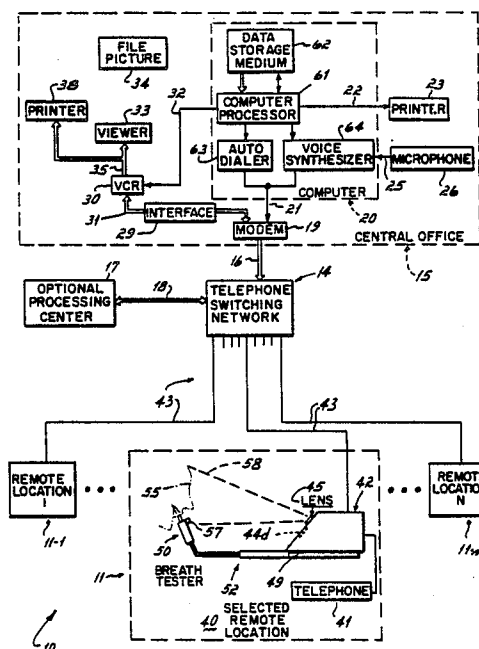 FILE PICTURE
34
DATA STORAGE MEDIUM
62
PRINTER
38
33
VIEWER
32
COMPUTER PROCESSOR
61
22
23
PRINTER
35
63
AUTO DIALER
64
VOICE SYNTHESIZER
MICROPHONE
25
26
30
VCR
31
INTERFACE
29
21
COMPUTER
20
MODEM
19
CENTRAL OFFICE
15
16
17
OPTIONAL PROCESSING CENTER
18
TELEPHONE SWITCHING NETWORK
14
43
43
REMOTE LOCATION 1
11-1
58
55
45
LENS
42
57
44d
50
BREATH TESTER
52
49
TELEPHONE
41
11
40
SELECTED REMOTE LOCATION
REMOTE LOCATION N
10